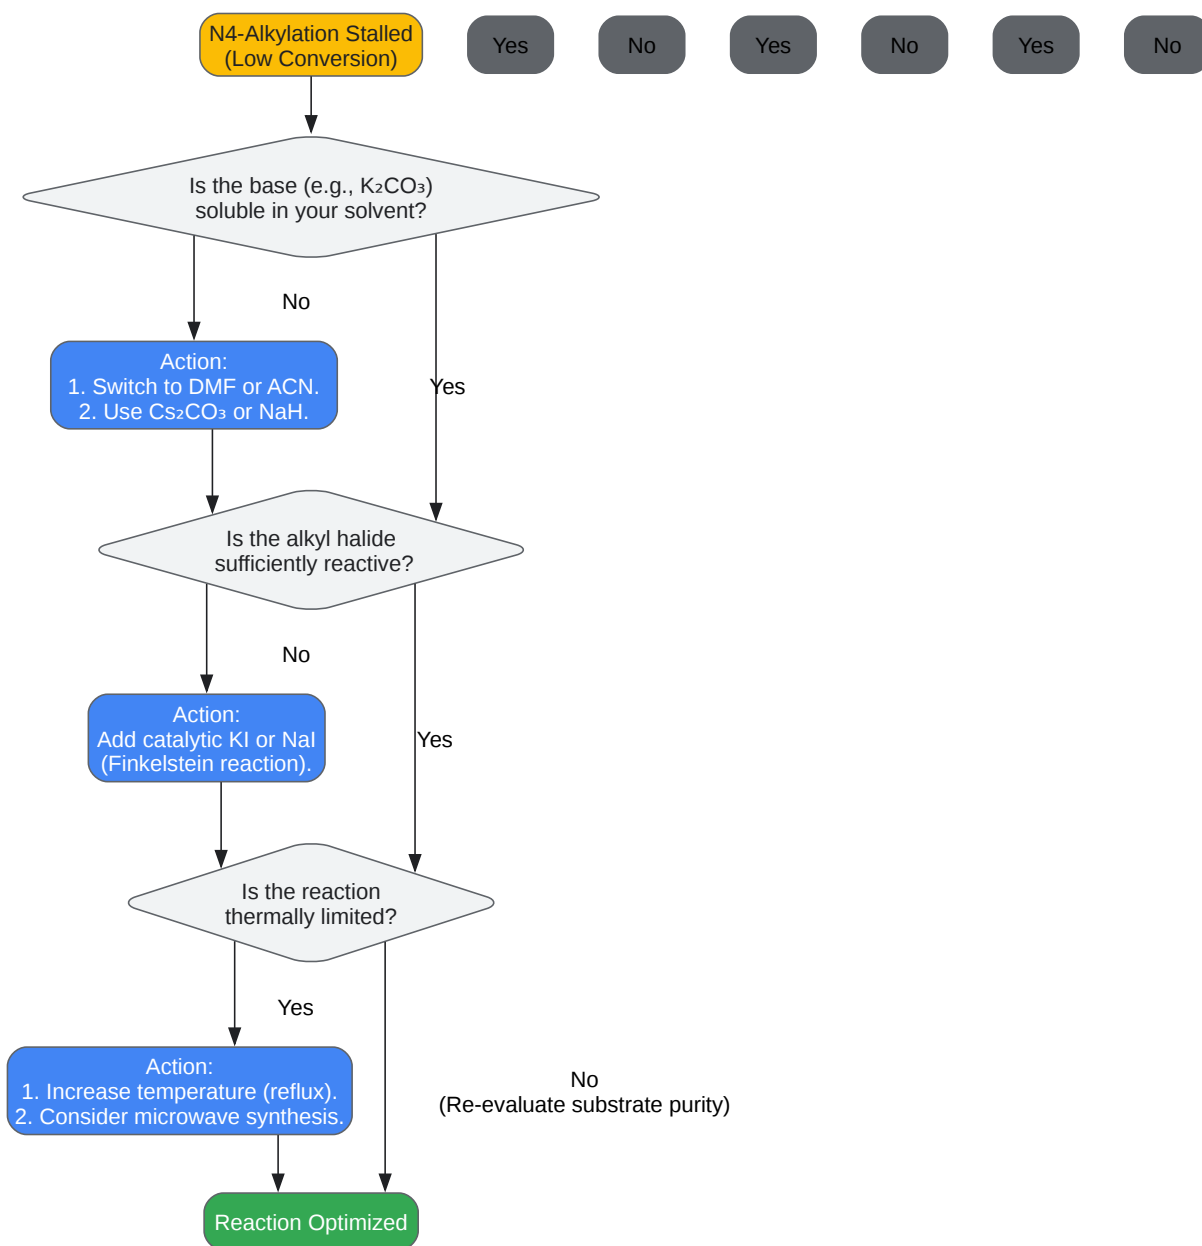 N4-Alkylation Stalled
(Low Conversion)
Yes
No
Yes
No
Yes
No
Is the base (e.g., K₂CO₃)
soluble in your solvent?
No
Action:
1. Switch to DMF or ACN.
2. Use Cs₂CO₃ or NaH.
Yes
Is the alkyl halide
sufficiently reactive?
No
Action:
Add catalytic KI or NaI
(Finkelstein reaction).
Yes
Is the reaction
thermally limited?
Yes
Action:
1. Increase temperature (reflux).
2. Consider microwave synthesis.
No
(Re-evaluate substrate purity)
Reaction Optimized